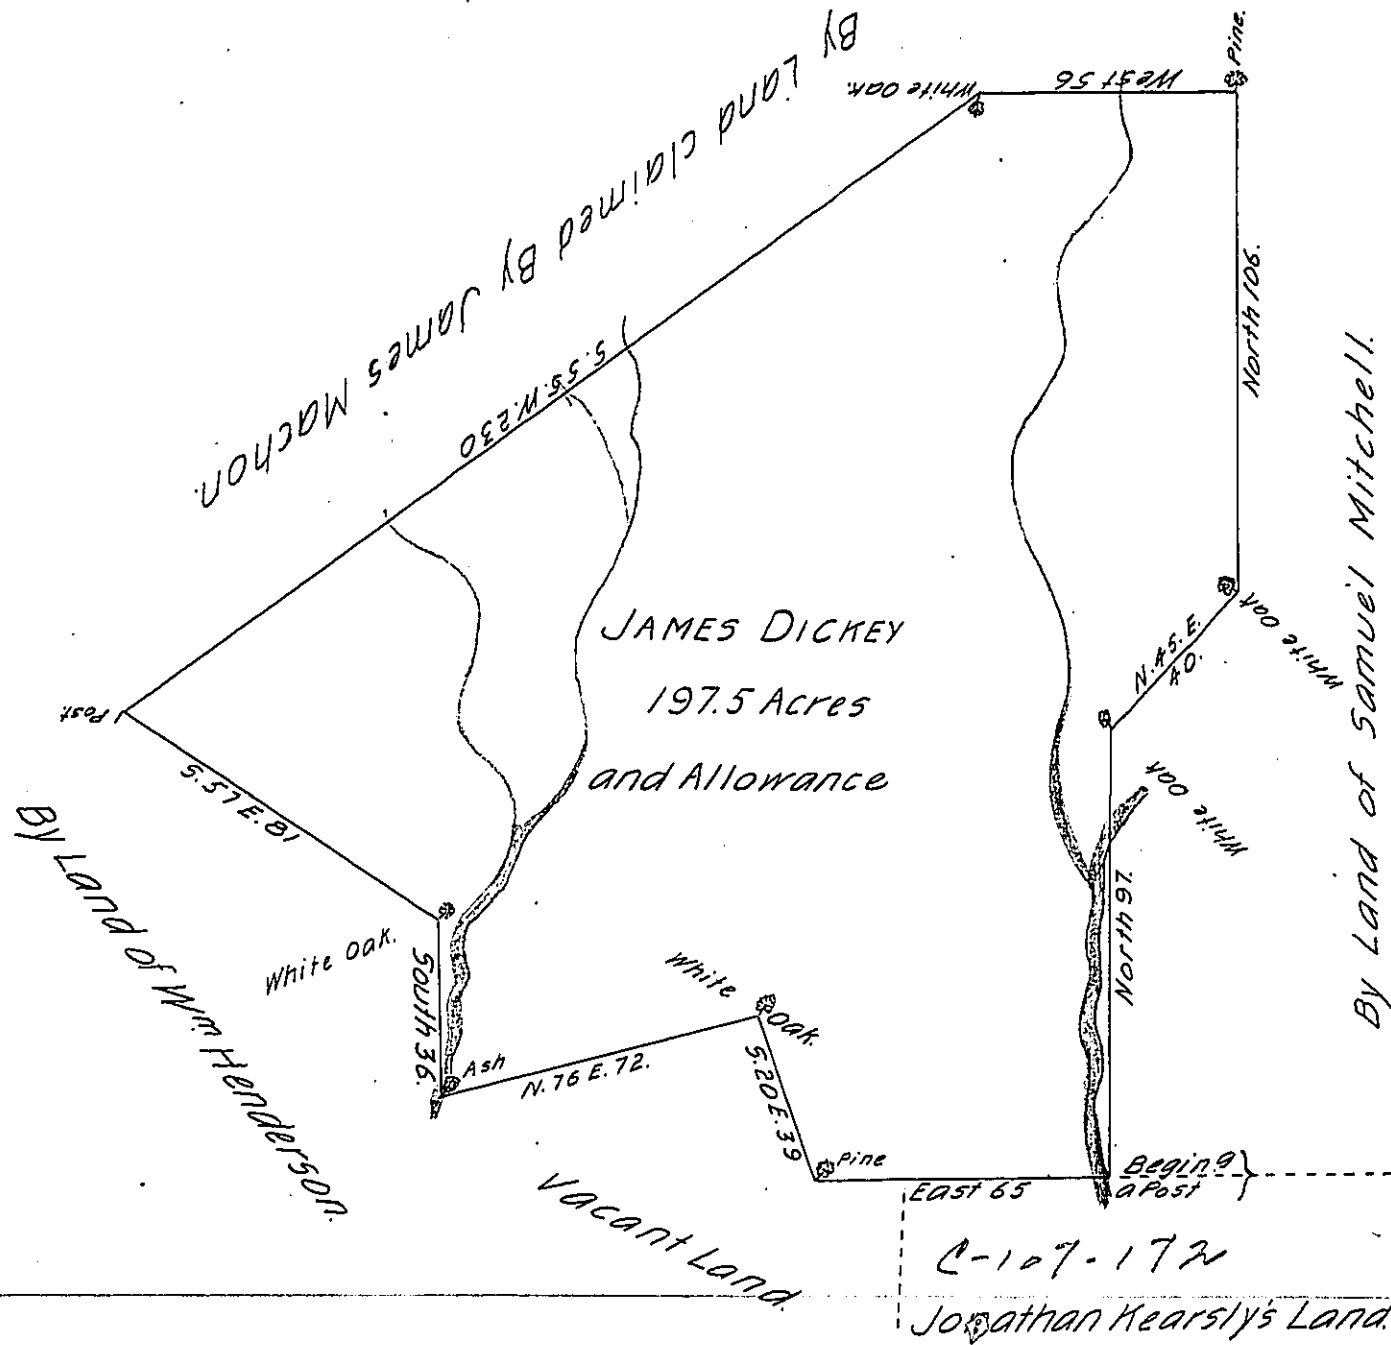 By Land claimed By James Machon.
Pine.
West 56
White Oak.
North 106.
S.55.W.230
By Land of Samuel Mitchell.
JAMES DICKEY
197.5 Acres
and Allowance
White Oak
N.45.E.
40.
Post
S.57E.81
White Oak
By Land of Wm Henderson.
White Oak.
South 36.
North 97.
White
Oak.
Ash
N.76 E.72.
S.20E.39
Pine
East 65
Begin.g
a Post
Vacant Land.
C-107-172
Jonathan Kearsly's Land.